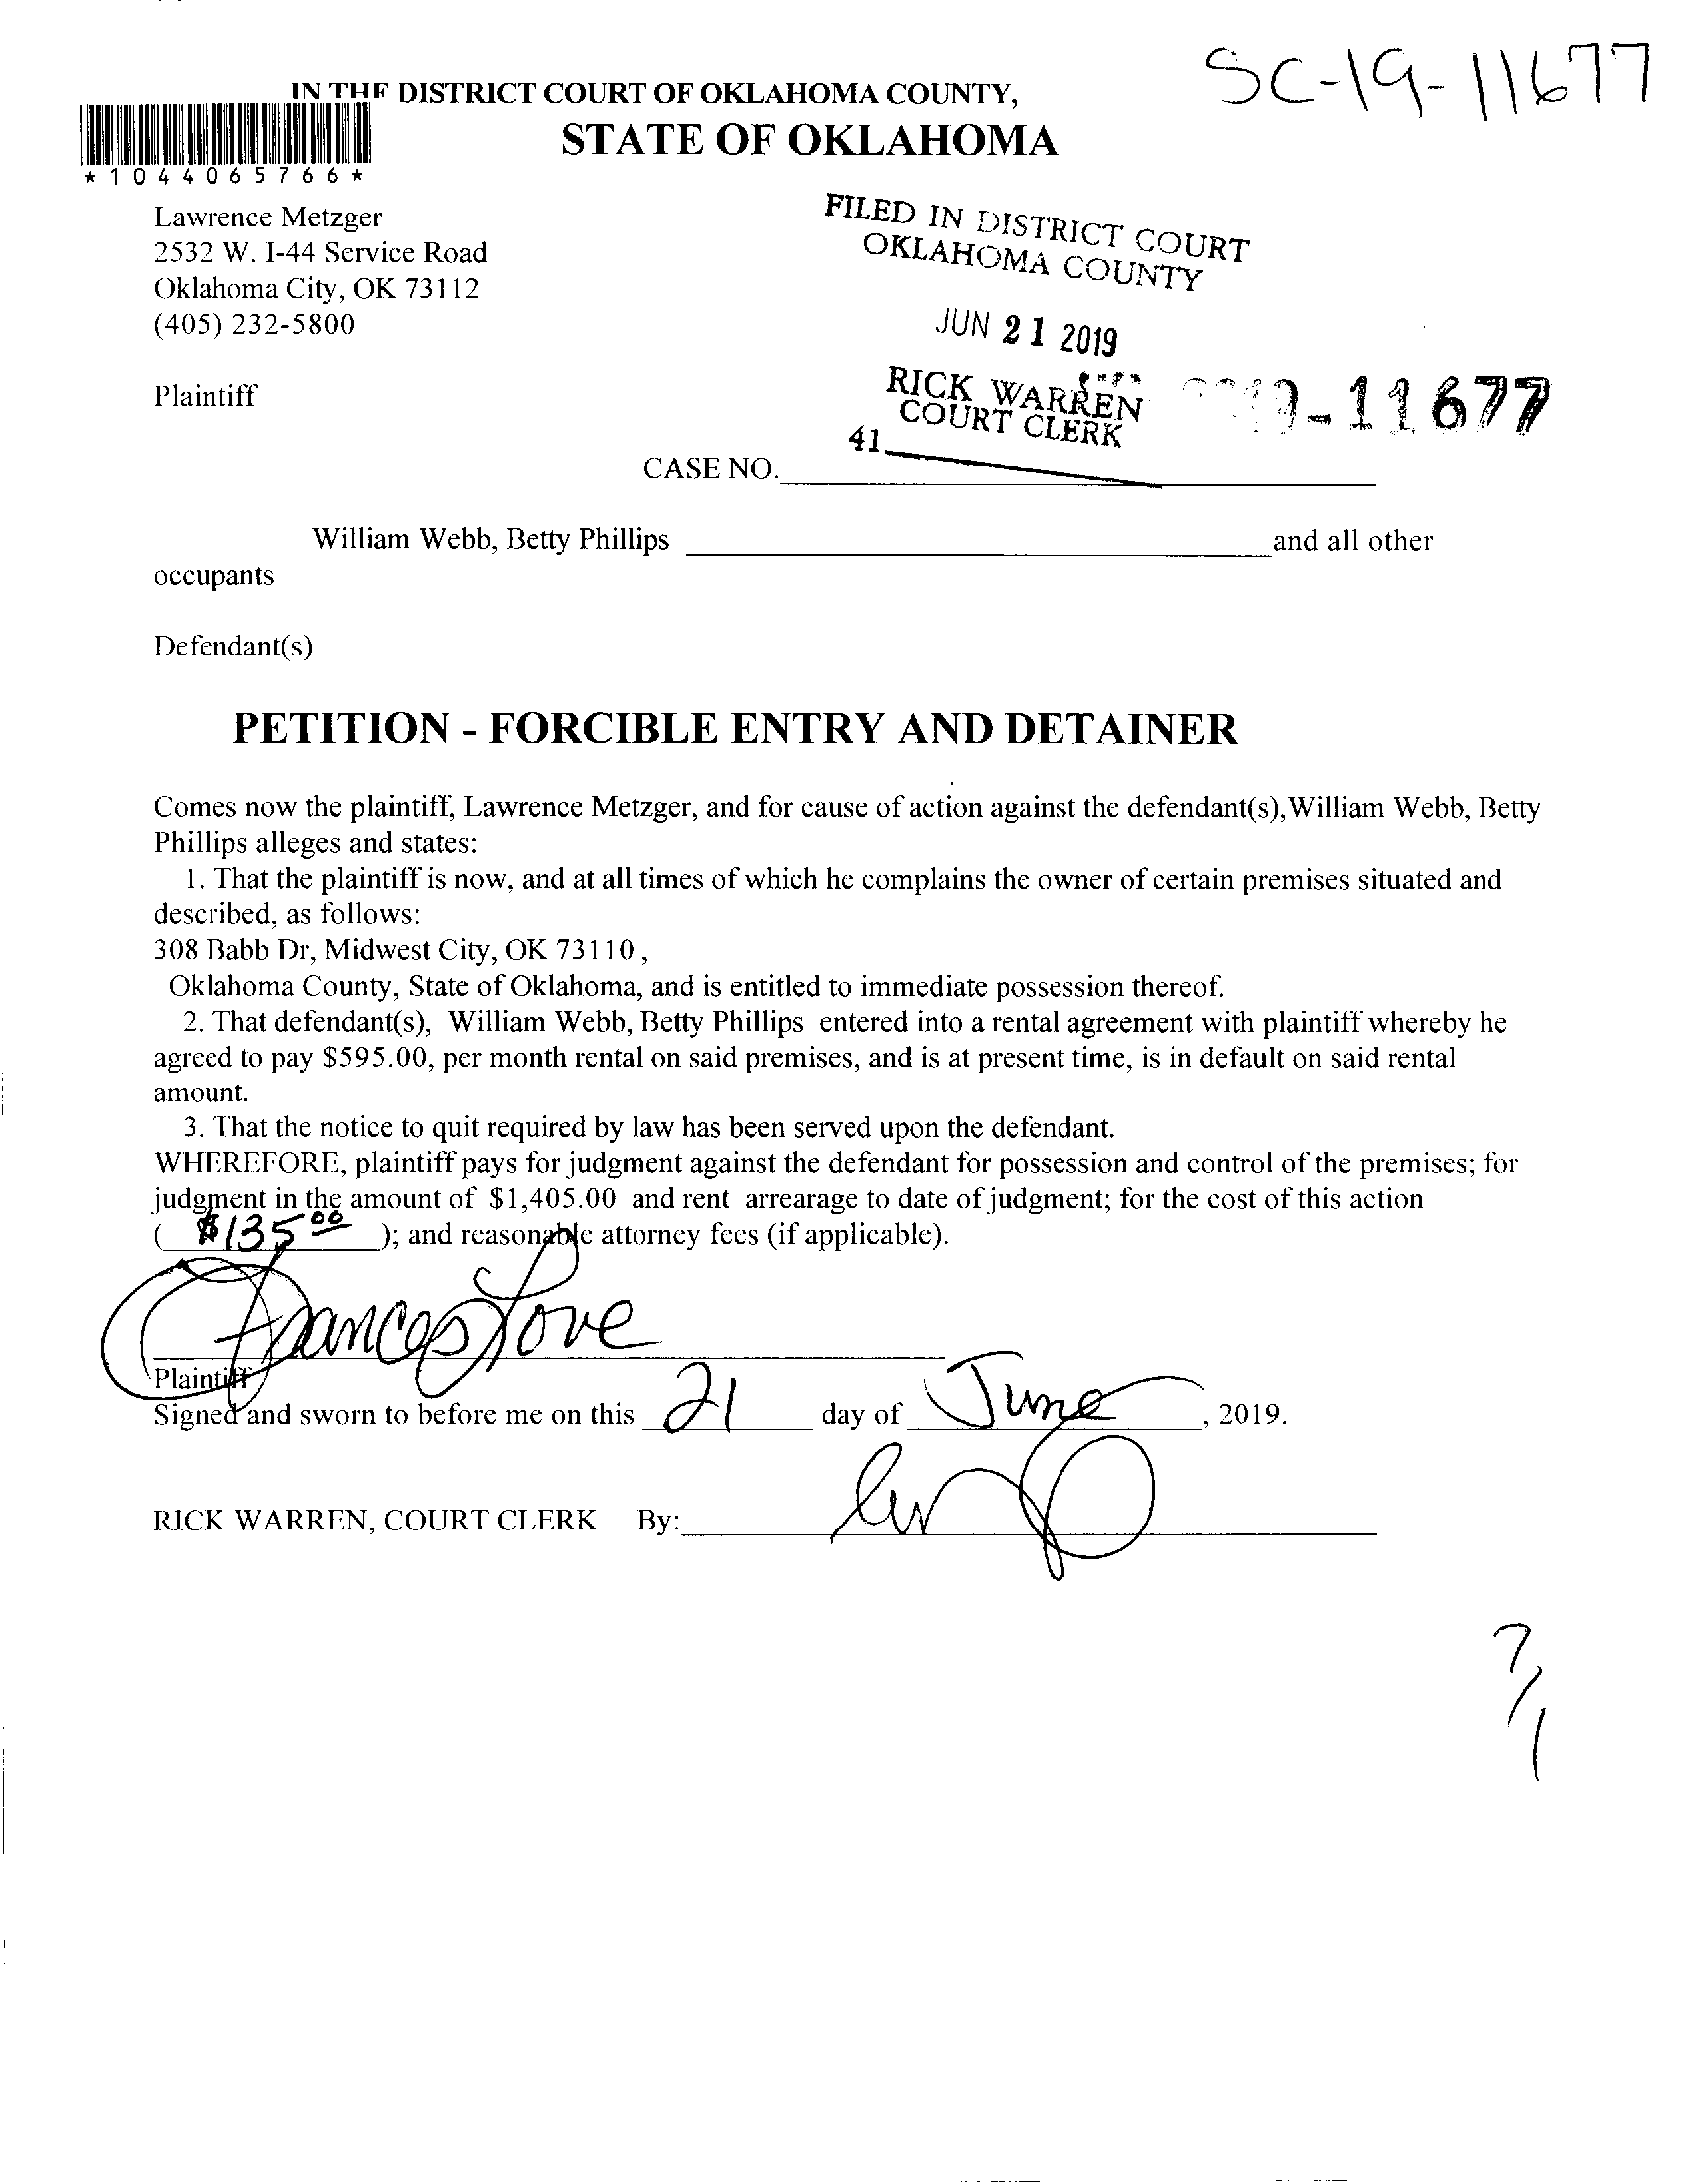 SC-19-11677
IN THE DISTRICT COURT OF OKLAHOMA COUNTY,
STATE OF OKLAHOMA
*1044065766*
Lawrence Metzger
2532 W. I-44 Service Road
Oklahoma City, OK 73112
(405) 232-5800
FILED IN DISTRICT COURT
OKLAHOMA COUNTY
JUN 21 2019
Plaintiff
RICK WARREN
COURT CLERK
-11677
41
CASE NO.
William Webb, Betty Phillips and all other
occupants
Defendant(s)
PETITION - FORCIBLE ENTRY AND DETAINER
Comes now the plaintiff, Lawrence Metzger, and for cause of action against the defendant(s),William Webb, Betty
Phillips alleges and states:
1. That the plaintiff is now, and at all times of which he complains the owner of certain premises situated and
described, as follows:
308 Babb Dr, Midwest City, OK 73110 ,
Oklahoma County, State of Oklahoma, and is entitled to immediate possession thereof.
2. That defendant(s), William Webb, Betty Phillips entered into a rental agreement with plaintiff whereby he
agreed to pay $595.00, per month rental on said premises, and is at present time, is in default on said rental
amount.
3. That the notice to quit required by law has been served upon the defendant.
WHEREFORE, plaintiff pays for judgment against the defendant for possession and control of the premises; for
judgment in the amount of $1,405.00 and rent arrearage to date of judgment; for the cost of this action
( $135.00 ); and reasonable attorney fees (if applicable).
Frances Love
Plaintiff
Signed and sworn to before me on this 21 day of June, 2019.
RICK WARREN, COURT CLERK By:
7/1